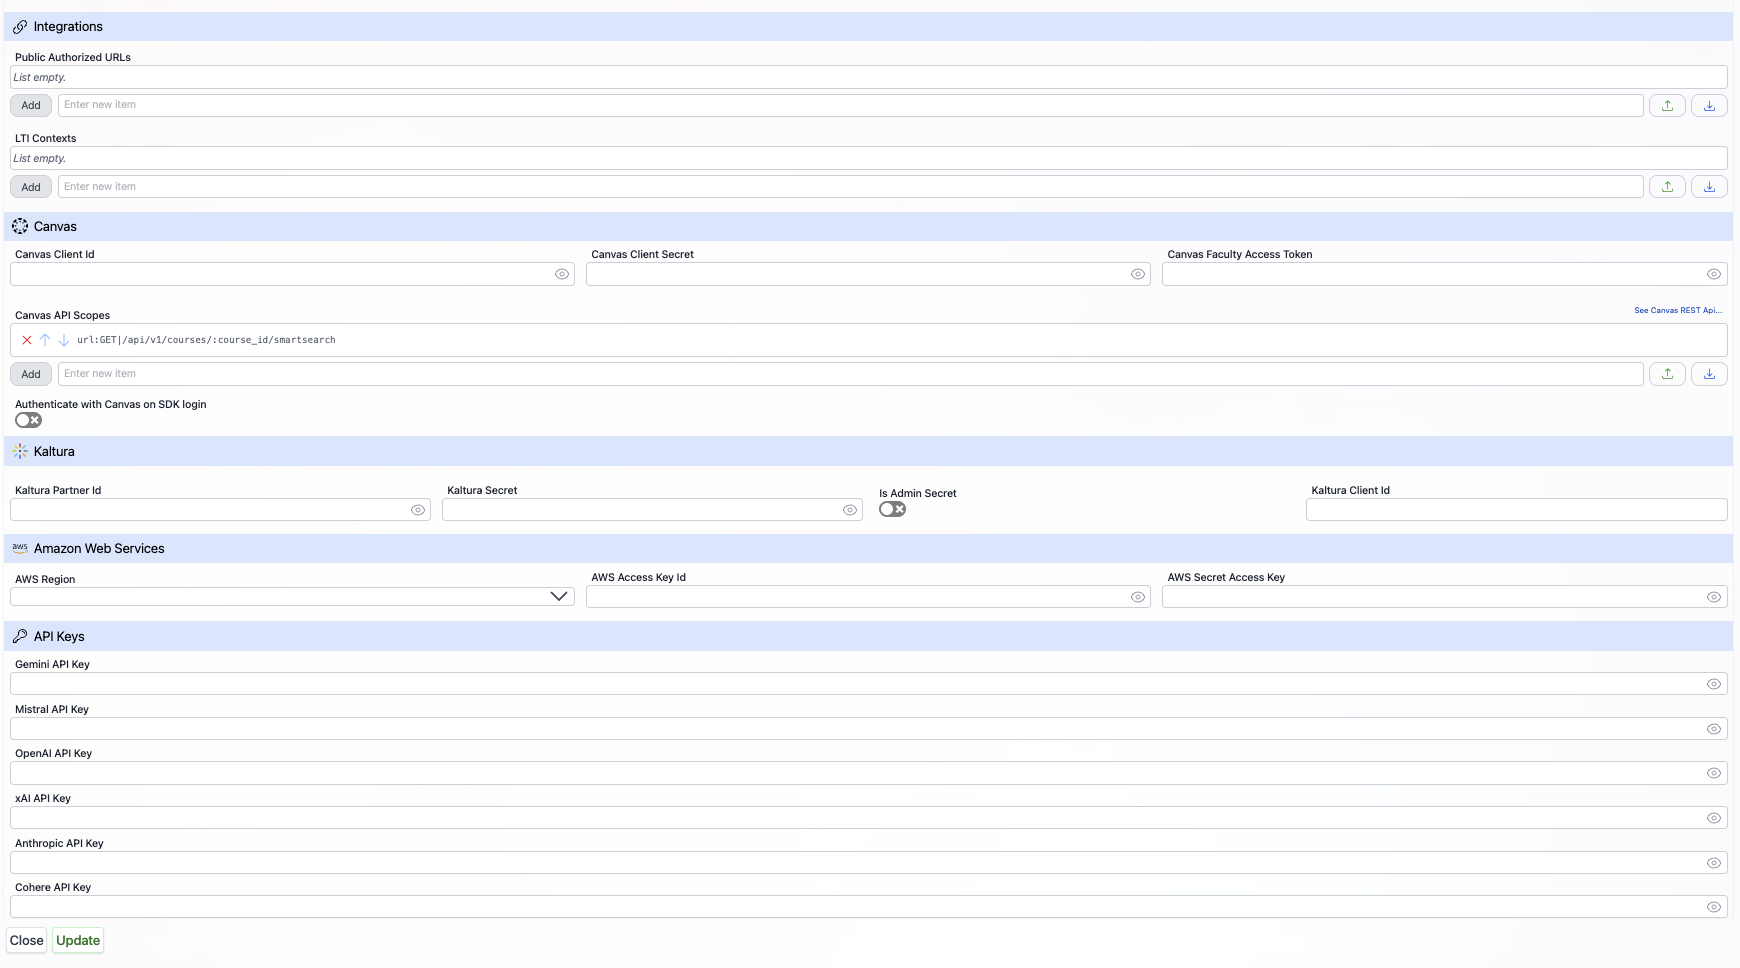 Integrations
Public Authorized URLs
List empty.
Add Enter new item
LTI Contexts
List empty.
Add Enter new item
Canvas
Canvas Client Id Canvas Client Secret Canvas Faculty Access Token
Canvas API Scopes See Canvas REST Api...
url:GET|/api/v1/courses/:course_id/smartsearch
Add Enter new item
Authenticate with Canvas on SDK login
Kaltura
Kaltura Partner Id Kaltura Secret Is Admin Secret Kaltura Client Id
aws Amazon Web Services
AWS Region AWS Access Key Id AWS Secret Access Key
API Keys
Gemini API Key
Mistral API Key
OpenAI API Key
xAI API Key
Anthropic API Key
Cohere API Key
Close Update